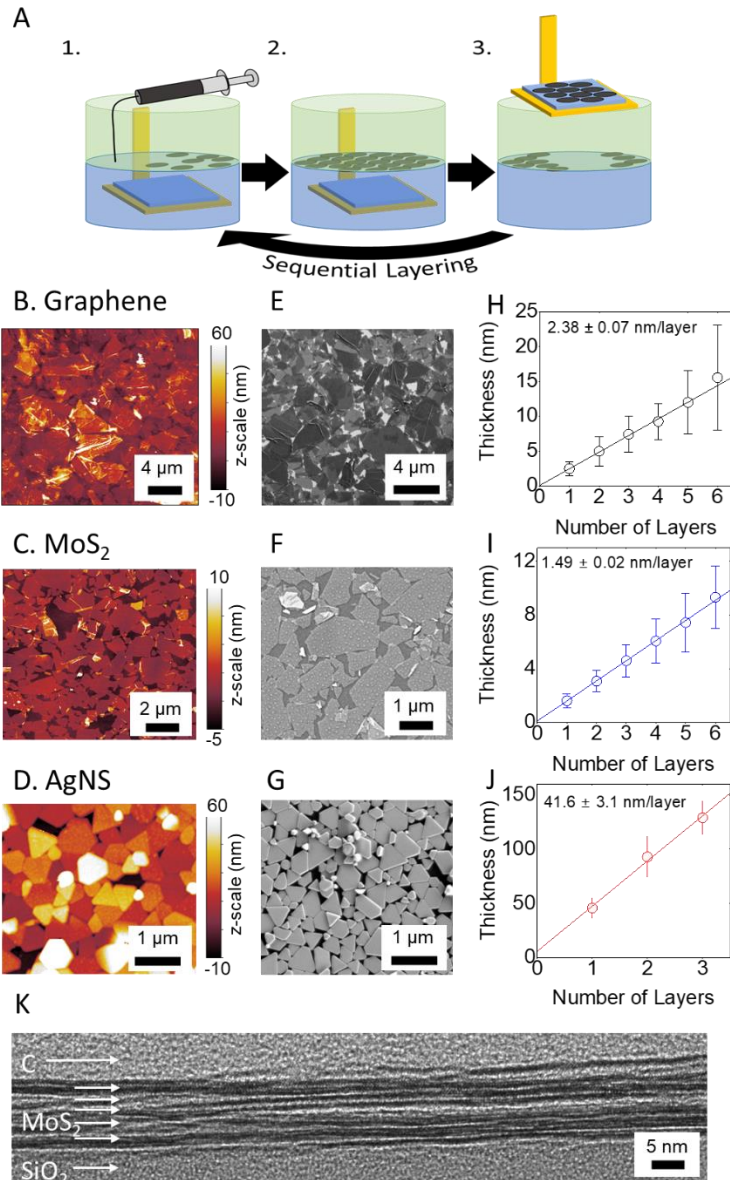 A
1.
2.
3.
Sequential Layering
B. Graphene
60
z-scale (nm)
-10
4 µm
E
4 µm
H
2.38 ± 0.07 nm/layer
Thickness (nm)
25
20
15
10
5
0
0 1 2 3 4 5 6
Number of Layers
C. MoS₂
10
z-scale (nm)
-5
2 µm
F
1 µm
I
1.49 ± 0.02 nm/layer
Thickness (nm)
12
8
4
0
0 1 2 3 4 5 6
Number of Layers
D. AgNS
60
z-scale (nm)
-10
1 µm
G
1 µm
J
41.6 ± 3.1 nm/layer
Thickness (nm)
150
100
50
0
0 1 2 3
Number of Layers
K
C
MoS₂
SiO₂
5 nm